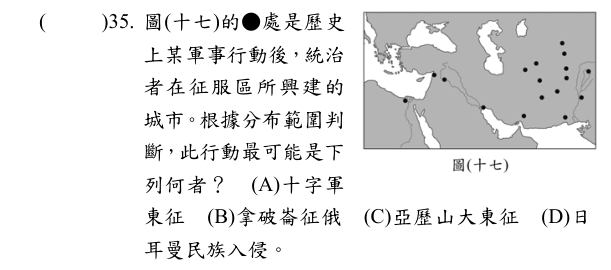 (　　)35. 圖(十七)的●處是歷史
上某軍事行動後，統治
者在征服區所興建的
城市。根據分布範圍判
斷，此行動最可能是下
列何者？　(A)十字軍
東征　(B)拿破崙征俄　(C)亞歷山大東征　(D)日
耳曼民族入侵。
圖(十七)